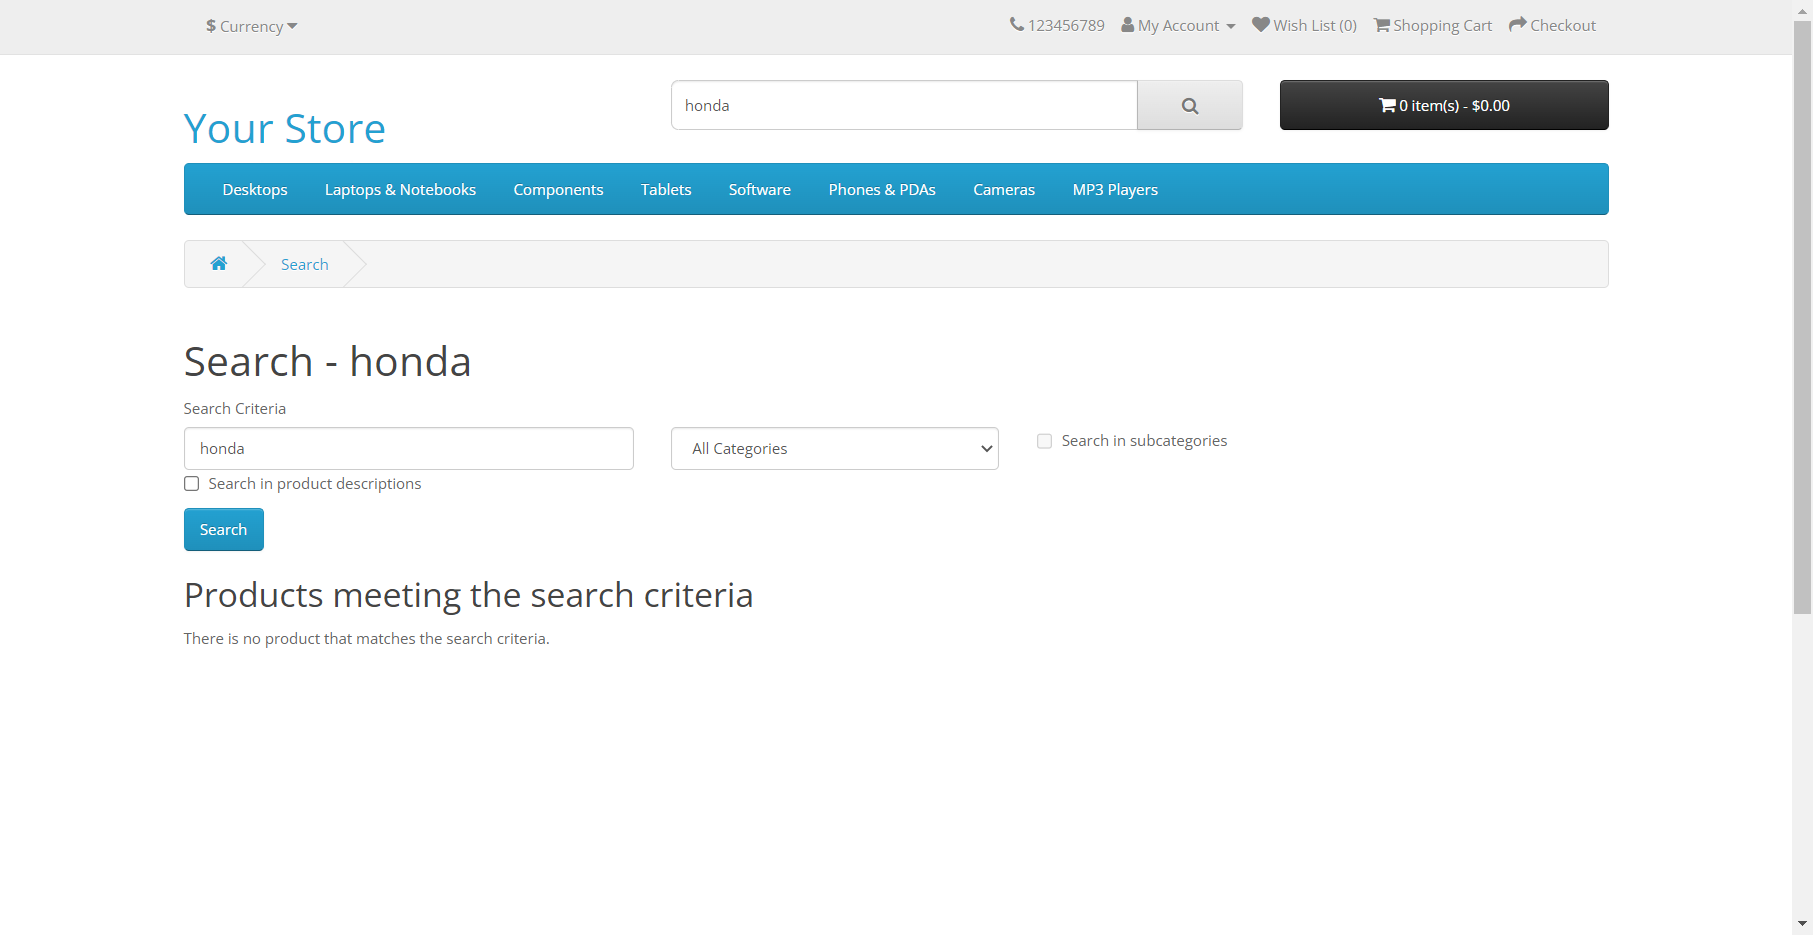 $ Currency
123456789 My Account Wish List (0) Shopping Cart Checkout
Your Store
honda
0 item(s) - $0.00
Desktops Laptops & Notebooks Components Tablets Software Phones & PDAs Cameras MP3 Players
Search
Search - honda
Search Criteria
honda
All Categories
Search in subcategories
Search in product descriptions
Search
Products meeting the search criteria
There is no product that matches the search criteria.